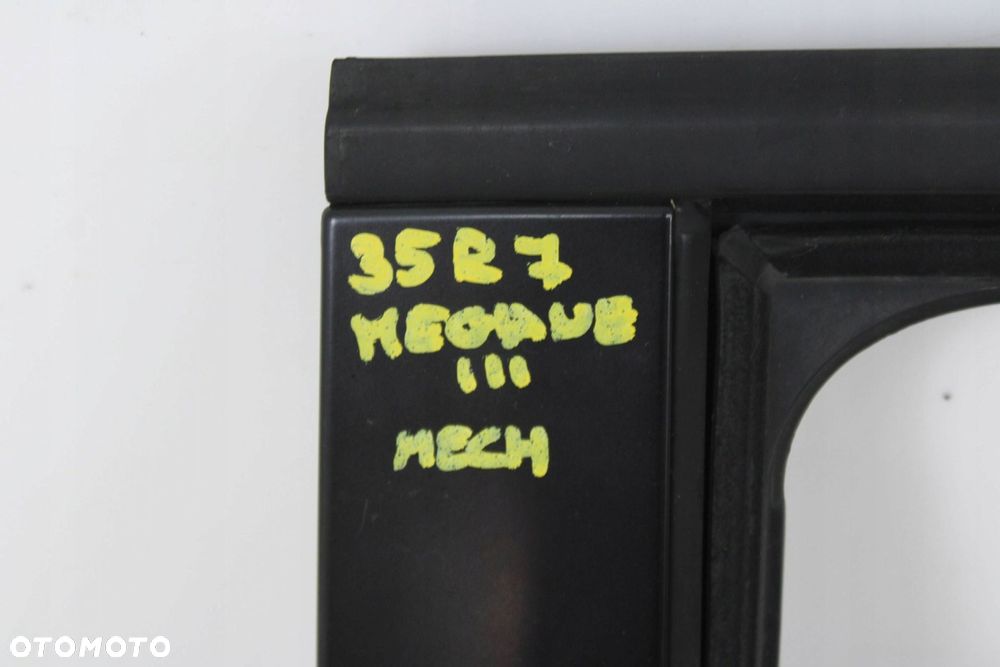 35R7
MEGANE
III
MECH
OTOMOTO